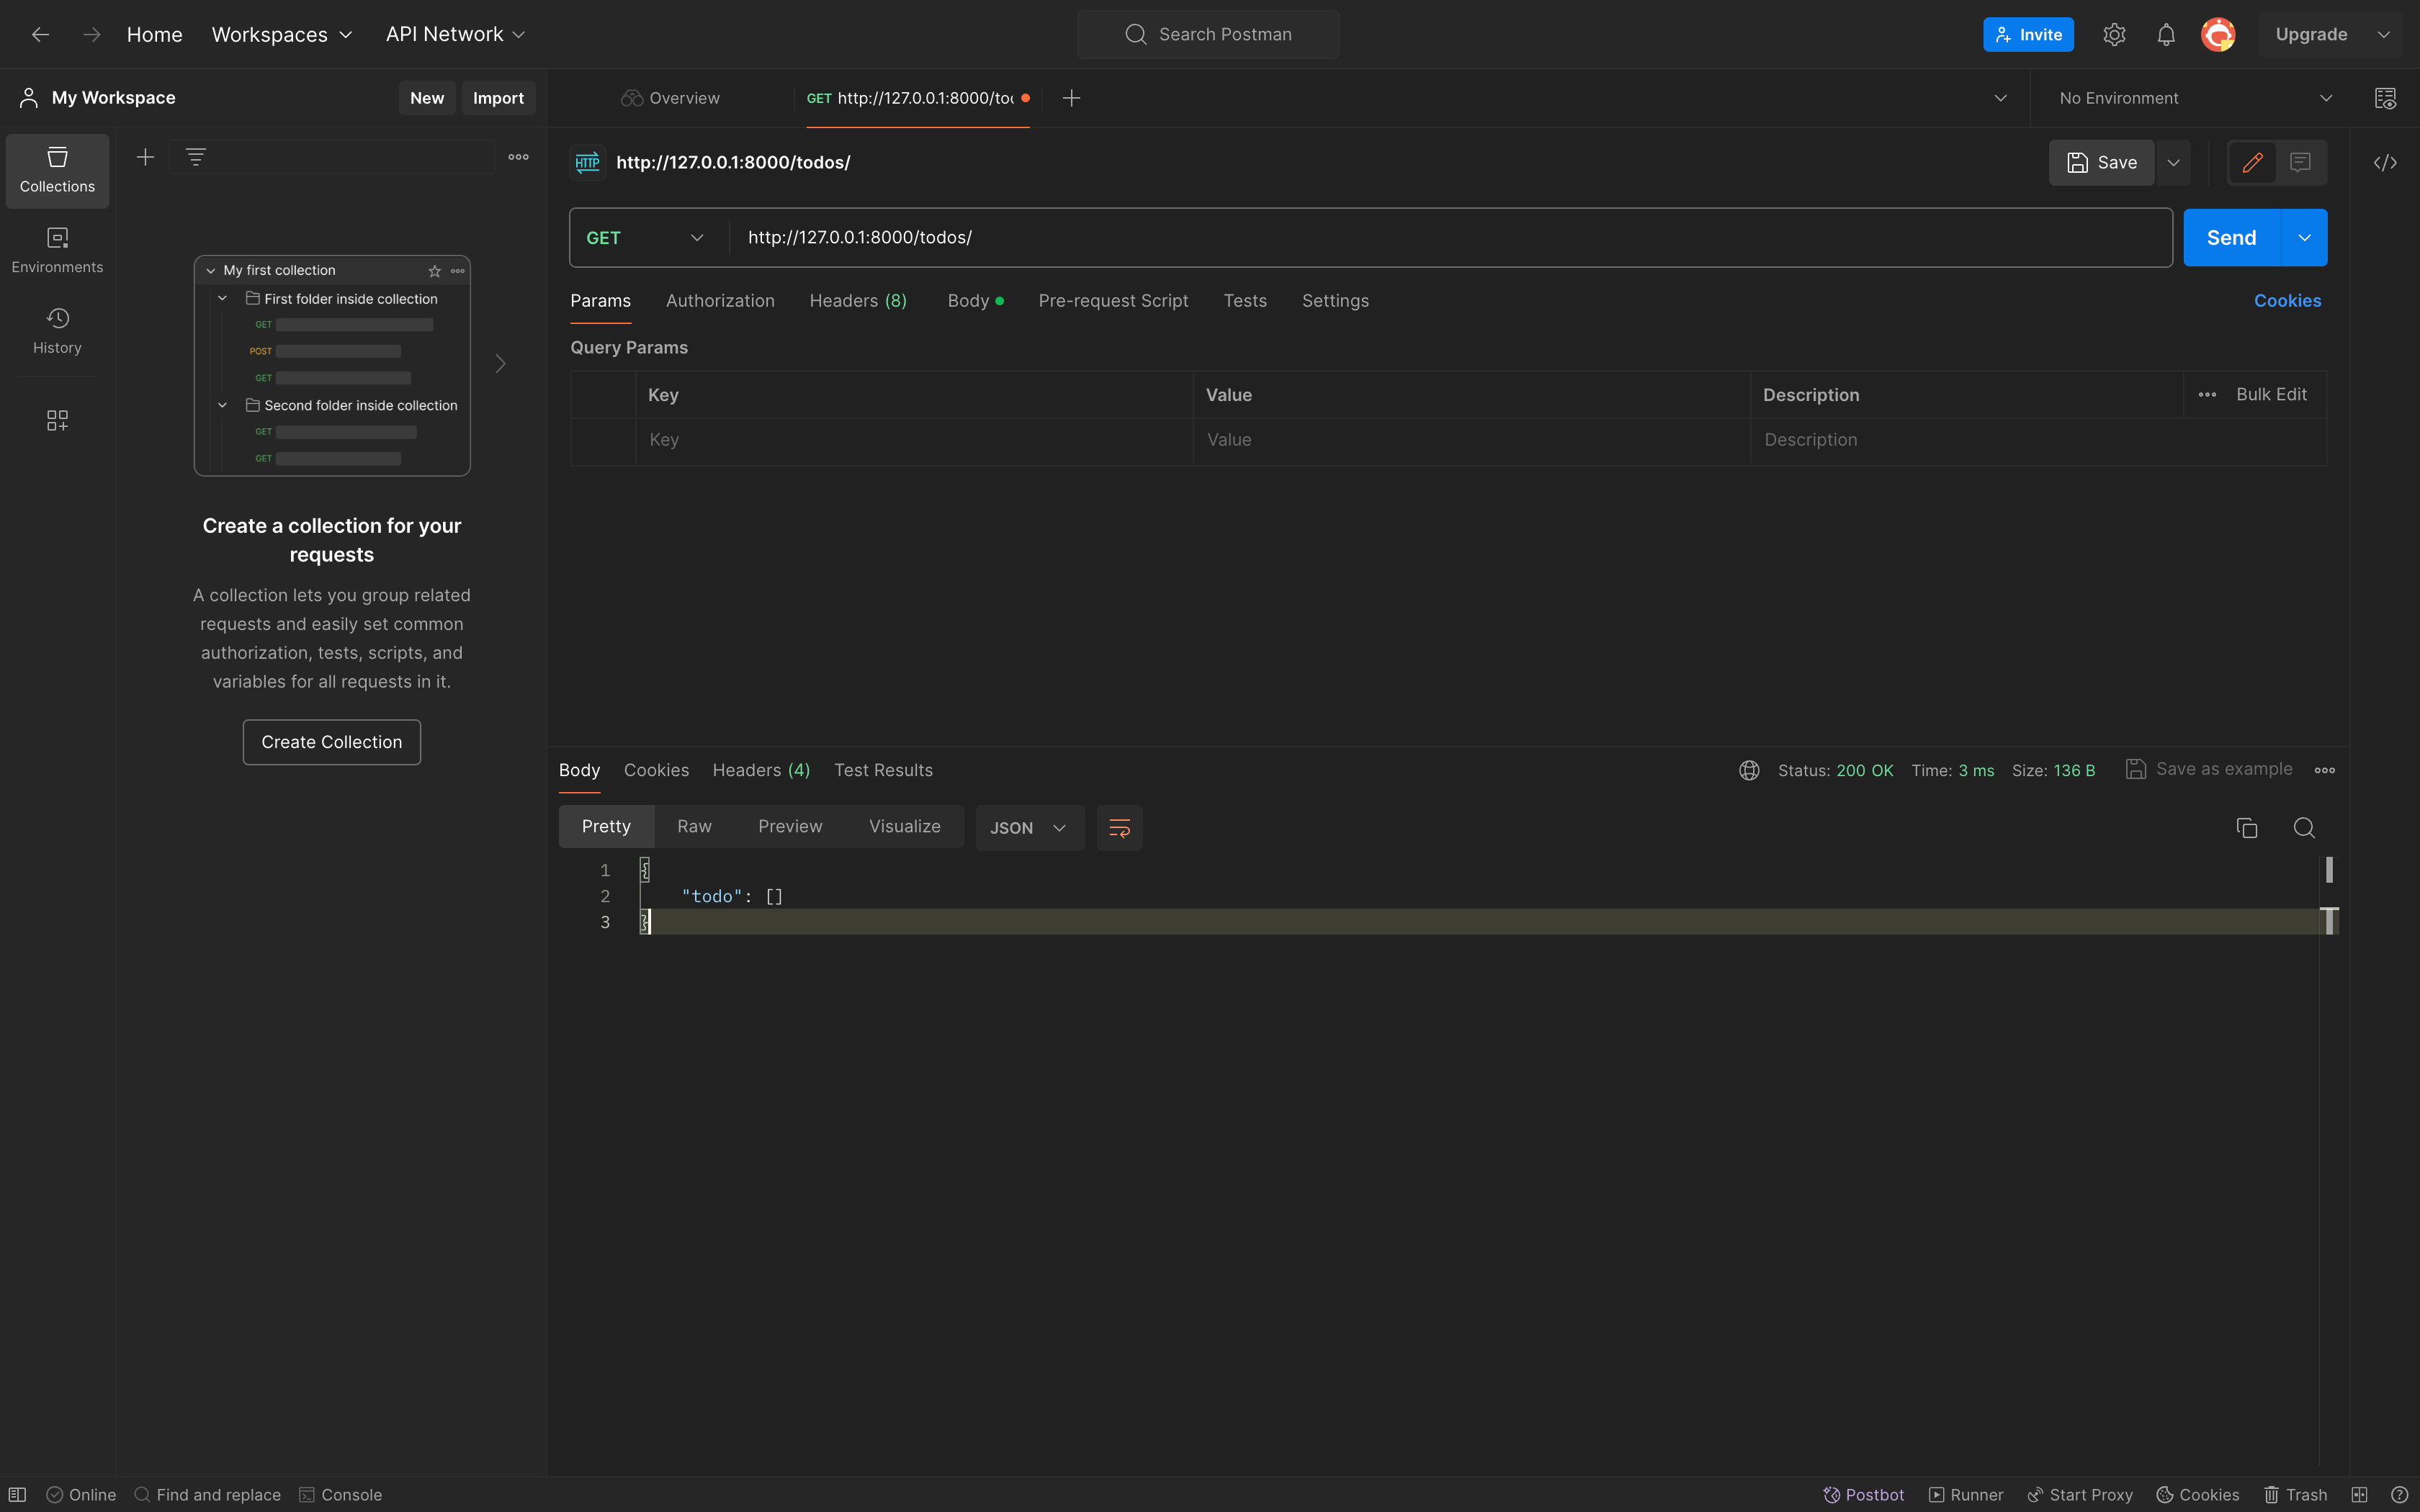 Home Workspaces API Network Search Postman Invite Upgrade
My Workspace New Import Overview GET http://127.0.0.1:8000/to No Environment
Collections
Environments
History
My first collection
First folder inside collection
GET
POST
GET
Second folder inside collection
GET
GET
Create a collection for your
requests
A collection lets you group related
requests and easily set common
authorization, tests, scripts, and
variables for all requests in it.
Create Collection
HTTP http://127.0.0.1:8000/todos/ Save
GET http://127.0.0.1:8000/todos/ Send
Params Authorization Headers (8) Body Pre-request Script Tests Settings Cookies
Query Params
Key Value Description Bulk Edit
Key Value Description
Body Cookies Headers (4) Test Results Status: 200 OK Time: 3 ms Size: 136 B Save as example
Pretty Raw Preview Visualize JSON
1 {
2 "todo": []
3 }
Online Find and replace Console Postbot Runner Start Proxy Cookies Trash